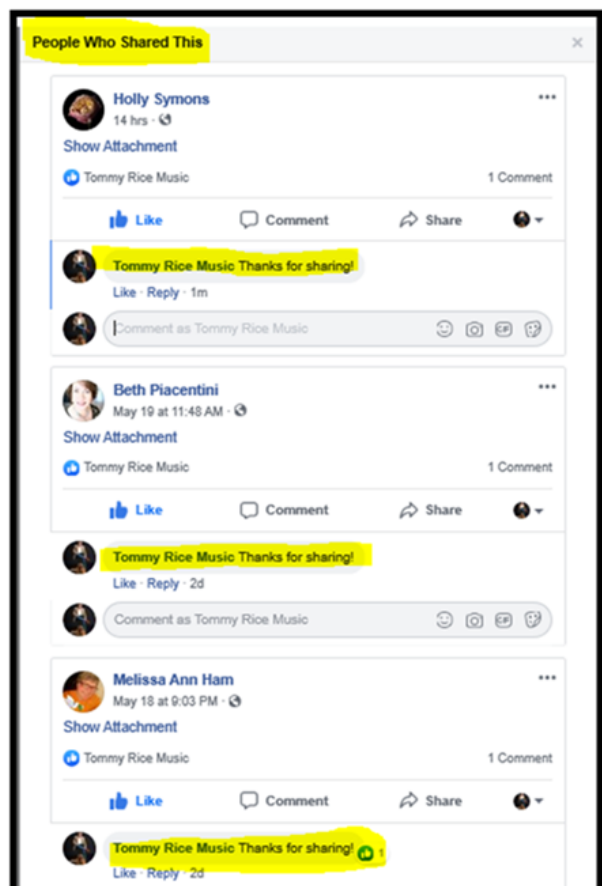 People Who Shared This ×
Holly Symons
14 hrs ·
Show Attachment
Tommy Rice Music 1 Comment
Like Comment Share
Tommy Rice Music Thanks for sharing!
Like · Reply · 1m
Comment as Tommy Rice Music GIF
Beth Piacentini
May 19 at 11:48 AM ·
Show Attachment
Tommy Rice Music 1 Comment
Like Comment Share
Tommy Rice Music Thanks for sharing!
Like · Reply · 2d
Comment as Tommy Rice Music GIF
Melissa Ann Ham
May 18 at 9:03 PM ·
Show Attachment
Tommy Rice Music 1 Comment
Like Comment Share
Tommy Rice Music Thanks for sharing! 1
Like · Reply · 2d